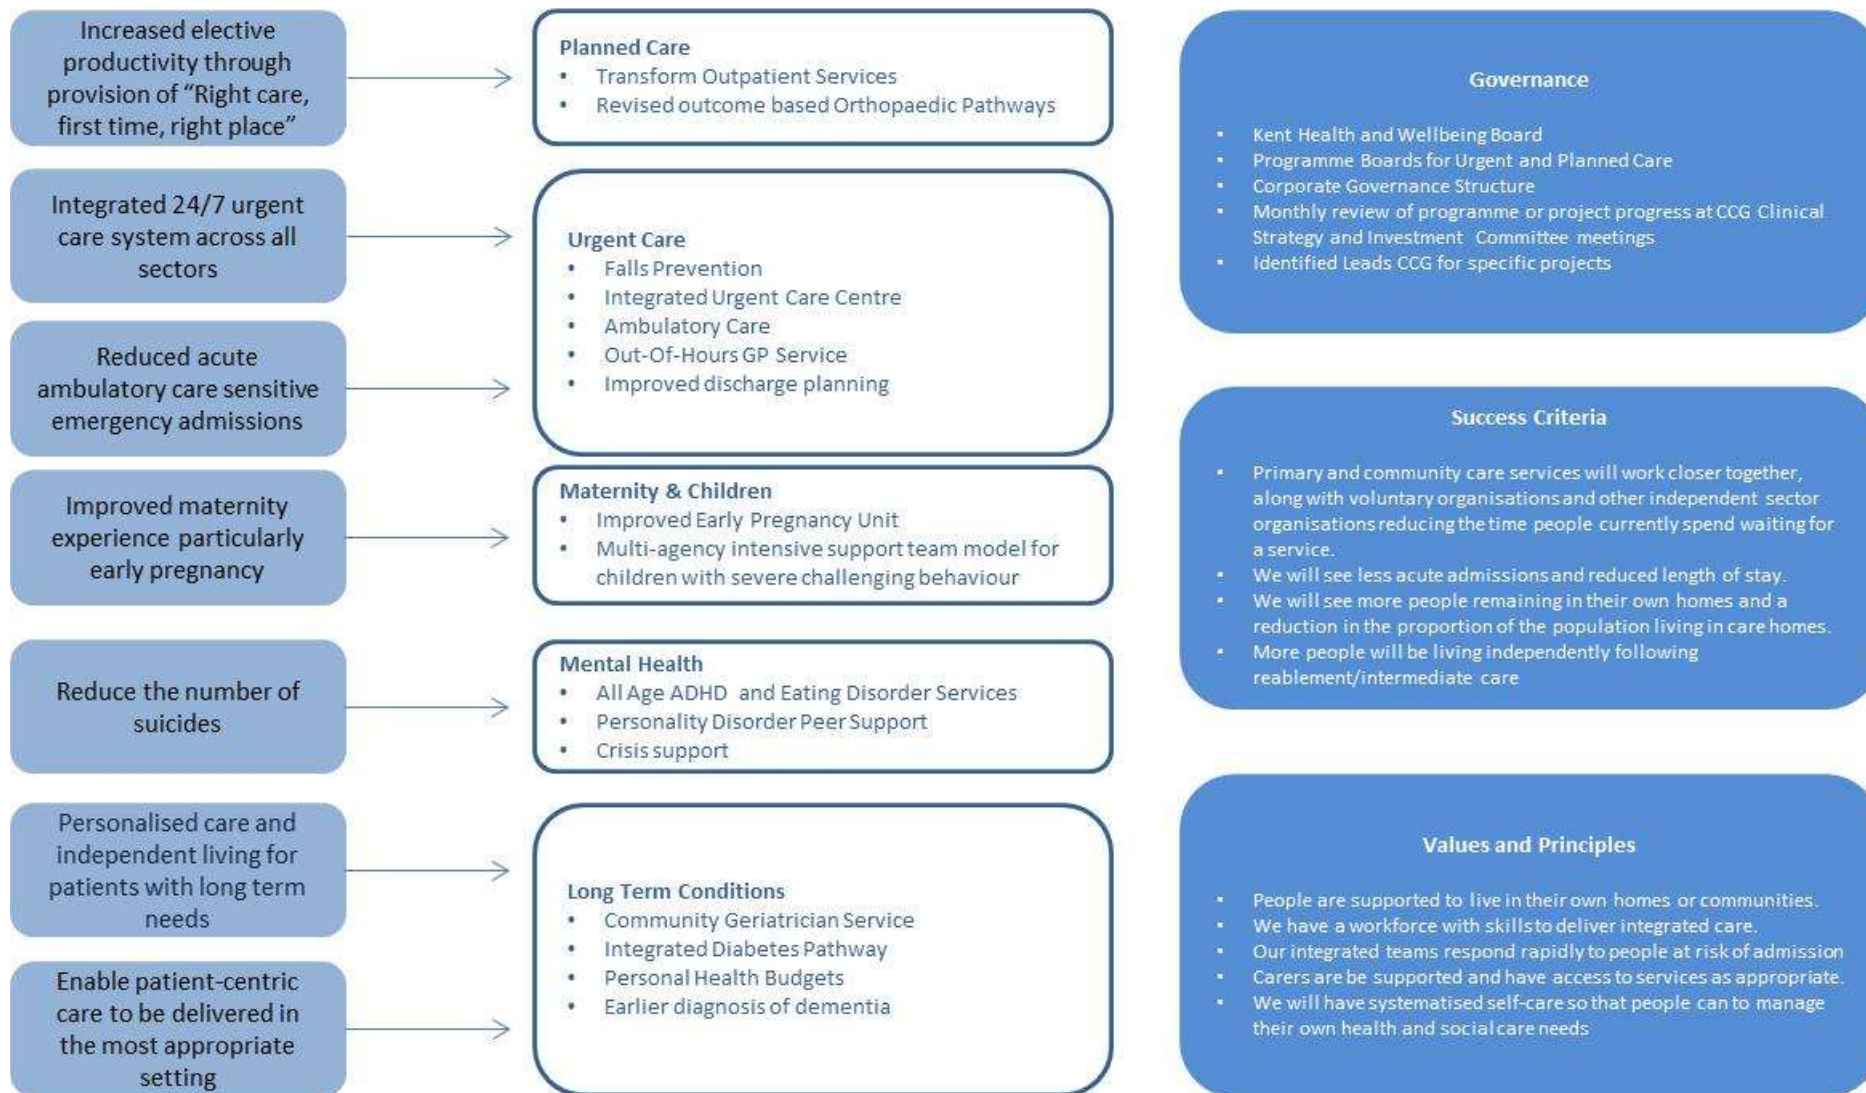 Increased elective
productivity through
provision of “Right care,
first time, right place”
Integrated 24/7 urgent
care system across all
sectors
Reduced acute
ambulatory care sensitive
emergency admissions
Improved maternity
experience particularly
early pregnancy
Reduce the number of
suicides
Personalised care and
independent living for
patients with long term
needs
Enable patient-centric
care to be delivered in
the most appropriate
setting
Planned Care
• Transform Outpatient Services
• Revised outcome based Orthopaedic Pathways
Urgent Care
• Falls Prevention
• Integrated Urgent Care Centre
• Ambulatory Care
• Out-Of-Hours GP Service
• Improved discharge planning
Maternity & Children
• Improved Early Pregnancy Unit
• Multi-agency intensive support team model for
children with severe challenging behaviour
Mental Health
• All Age ADHD and Eating Disorder Services
• Personality Disorder Peer Support
• Crisis support
Long Term Conditions
• Community Geriatrician Service
• Integrated Diabetes Pathway
• Personal Health Budgets
• Earlier diagnosis of dementia
Governance
• Kent Health and Wellbeing Board
• Programme Boards for Urgent and Planned Care
• Corporate Governance Structure
• Monthly review of programme or project progress at CCG Clinical
Strategy and Investment Committee meetings
• Identified Leads CCG for specific projects
Success Criteria
• Primary and community care services will work closer together,
along with voluntary organisations and other independent sector
organisations reducing the time people currently spend waiting for
a service.
• We will see less acute admissions and reduced length of stay.
• We will see more people remaining in their own homes and a
reduction in the proportion of the population living in care homes.
• More people will be living independently following
reablement/intermediate care
Values and Principles
• People are supported to live in their own homes or communities.
• We have a workforce with skills to deliver integrated care.
• Our integrated teams respond rapidly to people at risk of admission
• Carers are be supported and have access to services as appropriate.
• We will have systematised self-care so that people can to manage
their own health and social care needs